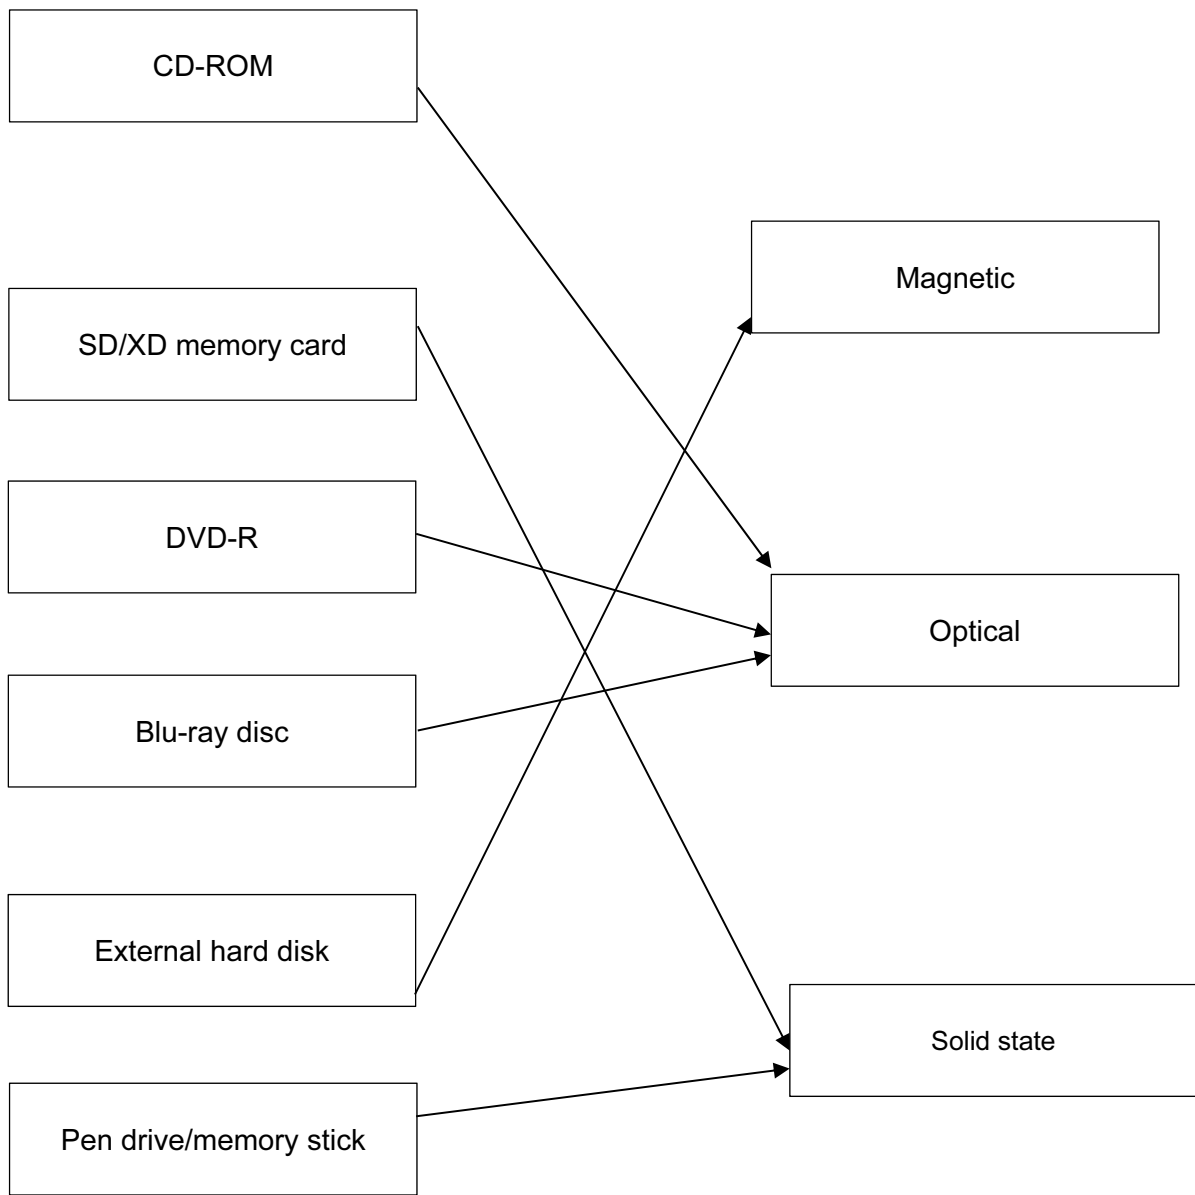 CD-ROM
Magnetic
SD/XD memory card
DVD-R
Optical
Blu-ray disc
External hard disk
Solid state
Pen drive/memory stick